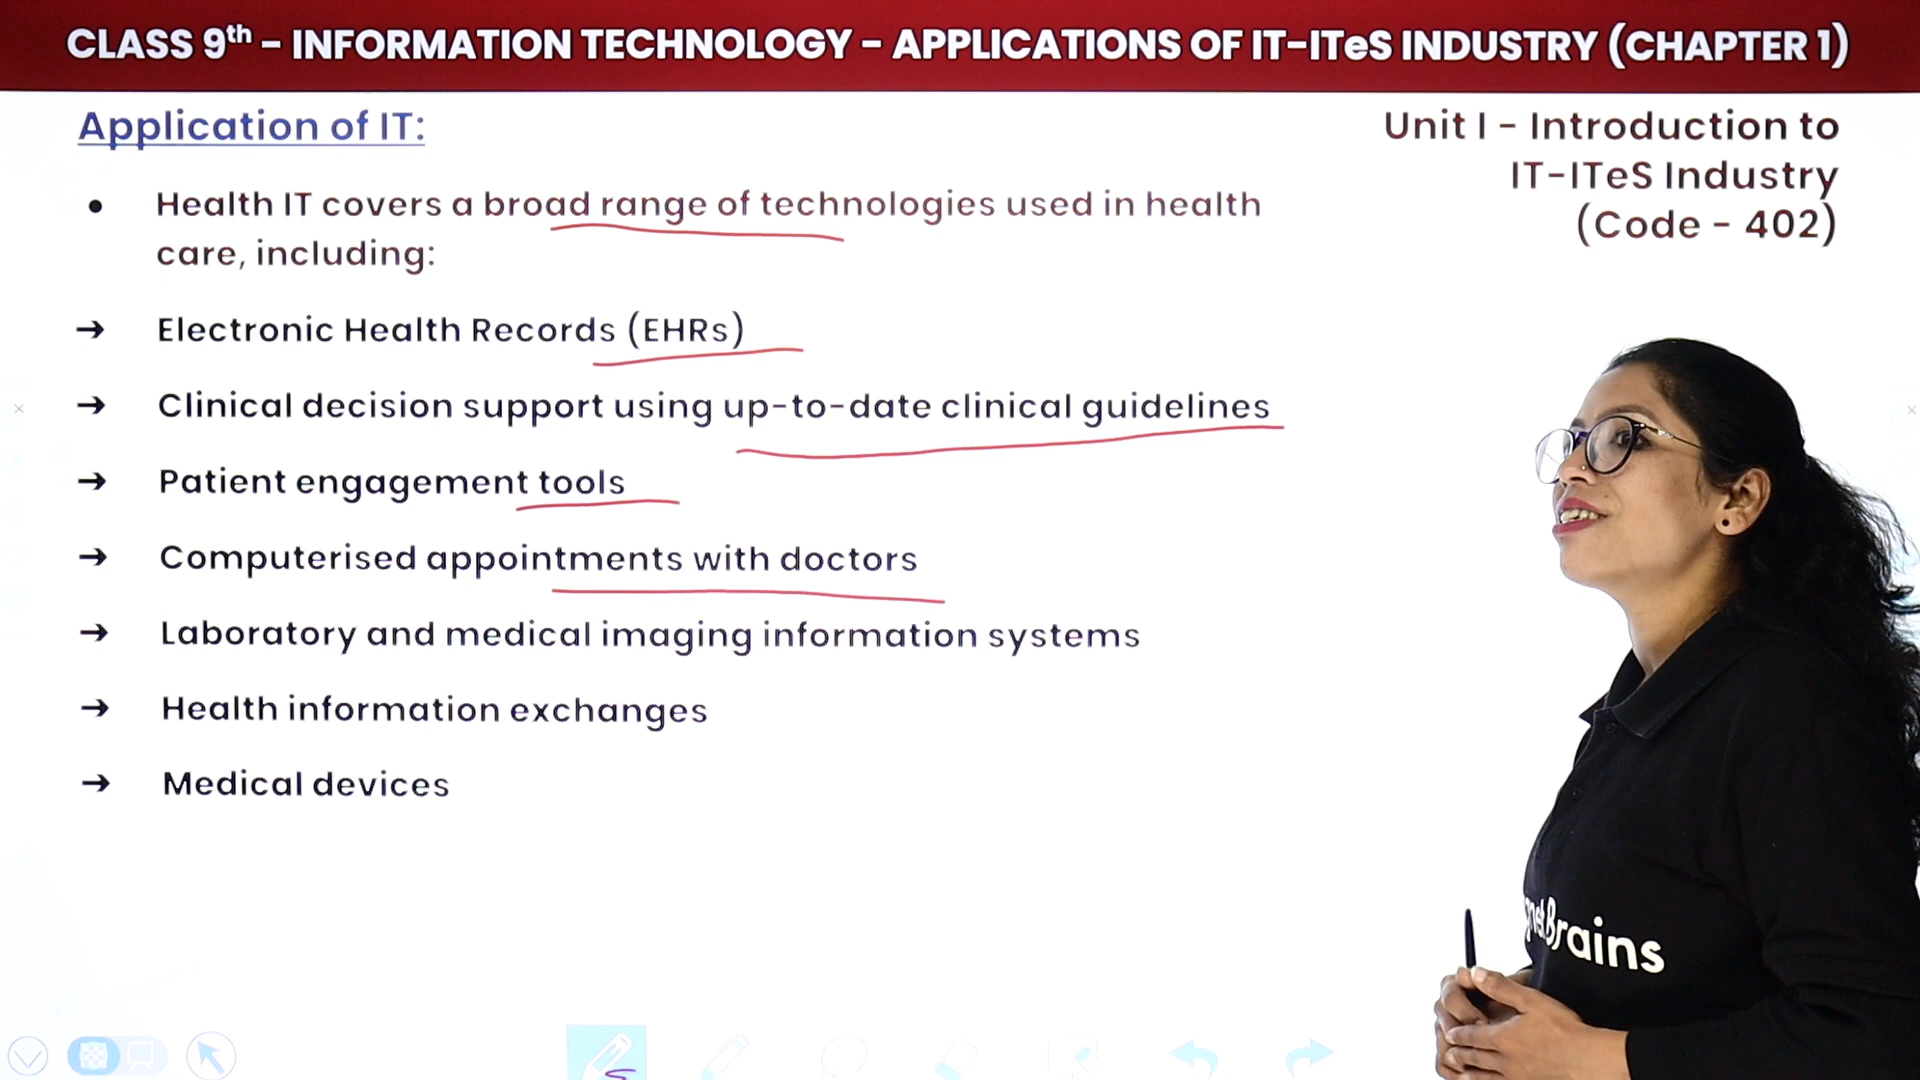 CLASS 9th – INFORMATION TECHNOLOGY – APPLICATIONS OF IT–ITeS INDUSTRY (CHAPTER 1)
Application of IT:
Unit I – Introduction to
IT–ITeS Industry
(Code – 402)
• Health IT covers a broad range of technologies used in health
care, including:
→ Electronic Health Records (EHRs)
→ Clinical decision support using up-to-date clinical guidelines
→ Patient engagement tools
→ Computerised appointments with doctors
→ Laboratory and medical imaging information systems
→ Health information exchanges
→ Medical devices
Brains